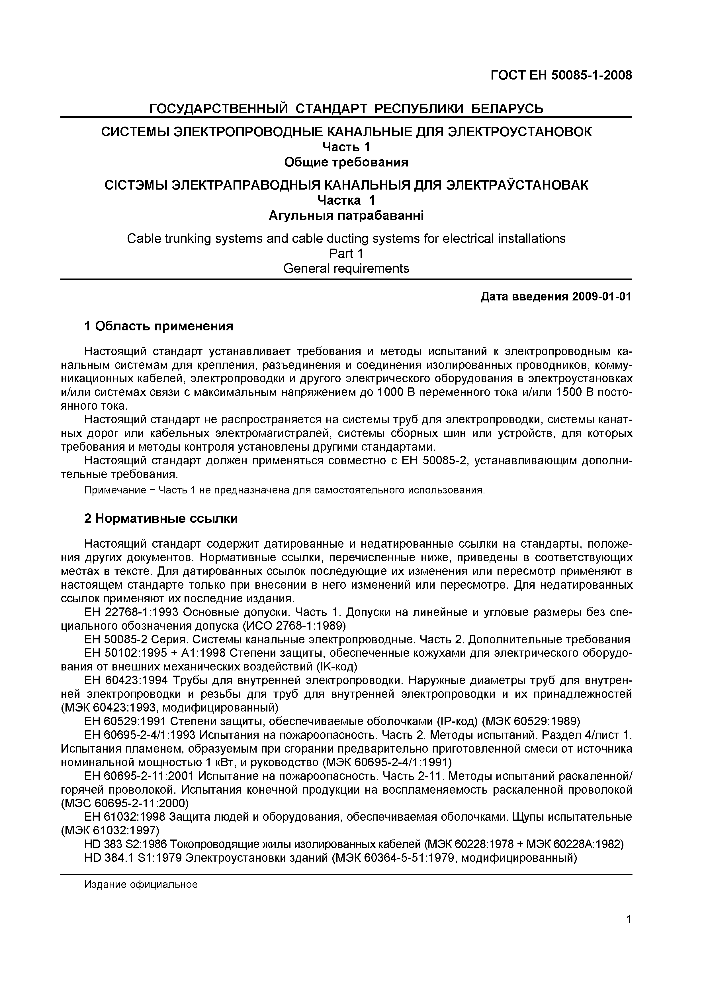 ГОСТ ЕН 50085-1-2008
ГОСУДАРСТВЕННЫЙ СТАНДАРТ РЕСПУБЛИКИ БЕЛАРУСЬ
СИСТЕМЫ ЭЛЕКТРОПРОВОДНЫЕ КАНАЛЬНЫЕ ДЛЯ ЭЛЕКТРОУСТАНОВОК
Часть 1
Общие требования
СІСТЭМЫ ЭЛЕКТРАПРАВОДНЫЯ КАНАЛЬНЫЯ ДЛЯ ЭЛЕКТРАЎСТАНОВАК
Частка 1
Агульныя патрабаванні
Cable trunking systems and cable ducting systems for electrical installations
Part 1
General requirements
Дата введения 2009-01-01
1 Область применения
Настоящий стандарт устанавливает требования и методы испытаний к электропроводным ка-
нальным системам для крепления, разъединения и соединения изолированных проводников, комму-
никационных кабелей, электропроводки и другого электрического оборудования в электроустановках
и/или системах связи с максимальным напряжением до 1000 В переменного тока и/или 1500 В посто-
янного тока.
Настоящий стандарт не распространяется на системы труб для электропроводки, системы канат-
ных дорог или кабельных электромагистралей, системы сборных шин или устройств, для которых
требования и методы контроля установлены другими стандартами.
Настоящий стандарт должен применяться совместно с ЕН 50085-2, устанавливающим дополни-
тельные требования.
Примечание − Часть 1 не предназначена для самостоятельного использования.
2 Нормативные ссылки
Настоящий стандарт содержит датированные и недатированные ссылки на стандарты, положе-
ния других документов. Нормативные ссылки, перечисленные ниже, приведены в соответствующих
местах в тексте. Для датированных ссылок последующие их изменения или пересмотр применяют в
настоящем стандарте только при внесении в него изменений или пересмотре. Для недатированных
ссылок применяют их последние издания.
ЕН 22768-1:1993 Основные допуски. Часть 1. Допуски на линейные и угловые размеры без спе-
циального обозначения допуска (ИСО 2768-1:1989)
ЕН 50085-2 Серия. Системы канальные электропроводные. Часть 2. Дополнительные требования
ЕН 50102:1995 + А1:1998 Степени защиты, обеспеченные кожухами для электрического оборудо-
вания от внешних механических воздействий (IK-код)
ЕН 60423:1994 Трубы для внутренней электропроводки. Наружные диаметры труб для внутрен-
ней электропроводки и резьбы для труб для внутренней электропроводки и их принадлежностей
(МЭК 60423:1993, модифицированный)
ЕН 60529:1991 Степени защиты, обеспечиваемые оболочками (IP-код) (МЭК 60529:1989)
ЕН 60695-2-4/1:1993 Испытания на пожароопасность. Часть 2. Методы испытаний. Раздел 4/лист 1.
Испытания пламенем, образуемым при сгорании предварительно приготовленной смеси от источника
номинальной мощностью 1 кВт, и руководство (МЭК 60695-2-4/1:1991)
ЕН 60695-2-11:2001 Испытание на пожароопасность. Часть 2-11. Методы испытаний раскаленной/
горячей проволокой. Испытания конечной продукции на воспламеняемость раскаленной проволокой
(МЭС 60695-2-11:2000)
ЕН 61032:1998 Защита людей и оборудования, обеспечиваемая оболочками. Щупы испытательные
(МЭК 61032:1997)
HD 383 S2:1986 Токопроводящие жилы изолированных кабелей (МЭК 60228:1978 + МЭК 60228А:1982)
HD 384.1 S1:1979 Электроустановки зданий (МЭК 60364-5-51:1979, модифицированный)
Издание официальное
1